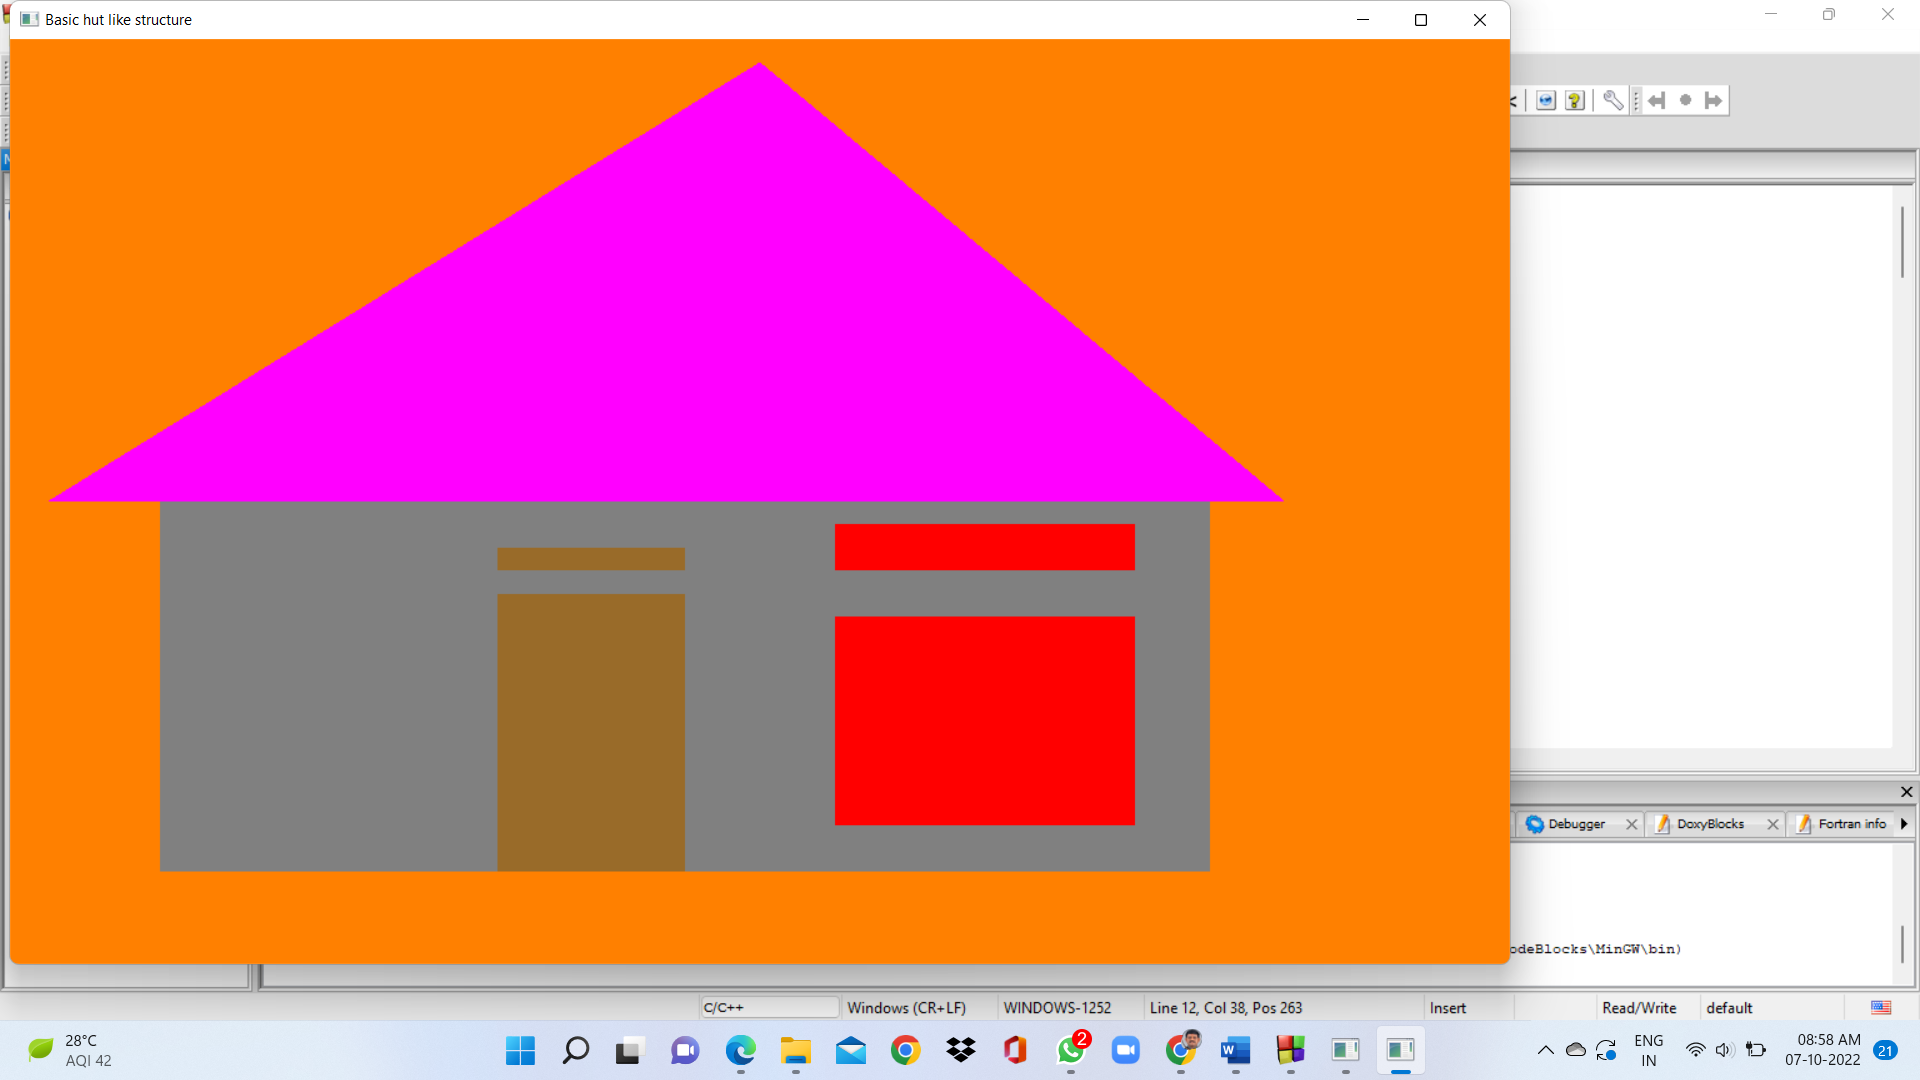 Basic hut like structure
Debugger
DoxyBlocks
Fortran info
odeBlocks\MinGW\bin)
C/C++
Windows (CR+LF)
WINDOWS-1252
Line 12, Col 38, Pos 263
Insert
Read/Write
default
28°C
AQI 42
2
ENG
IN
08:58 AM
07-10-2022
21